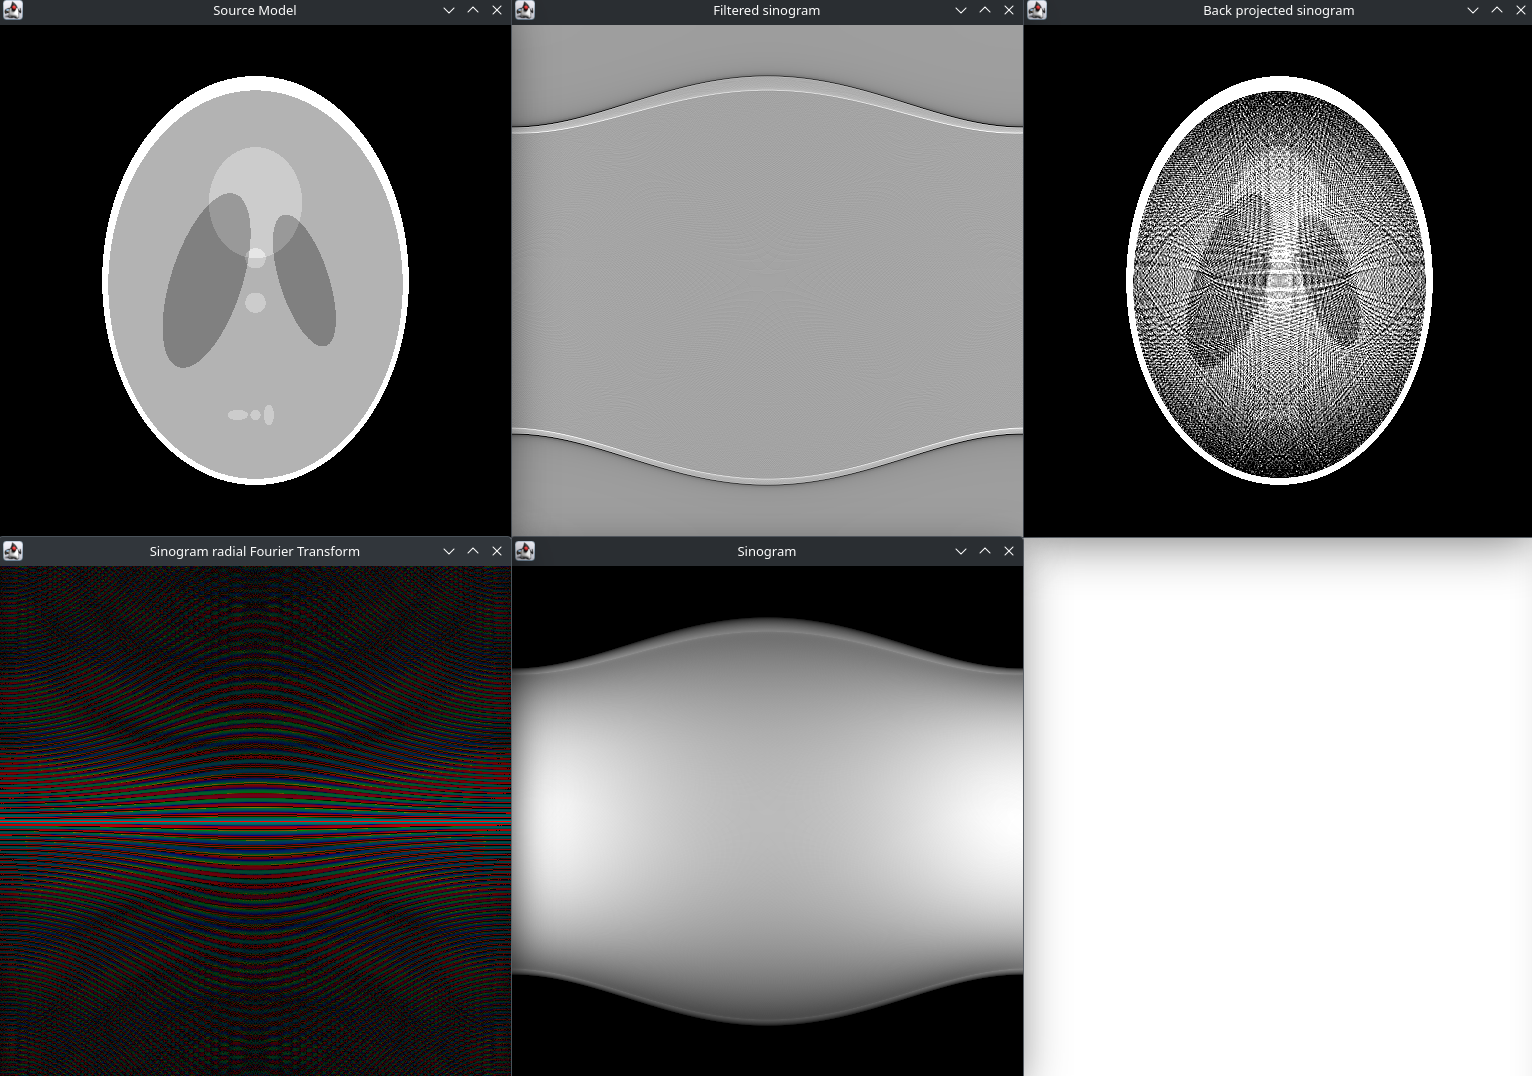 Source Model
Filtered sinogram
Back projected sinogram
Sinogram radial Fourier Transform
Sinogram